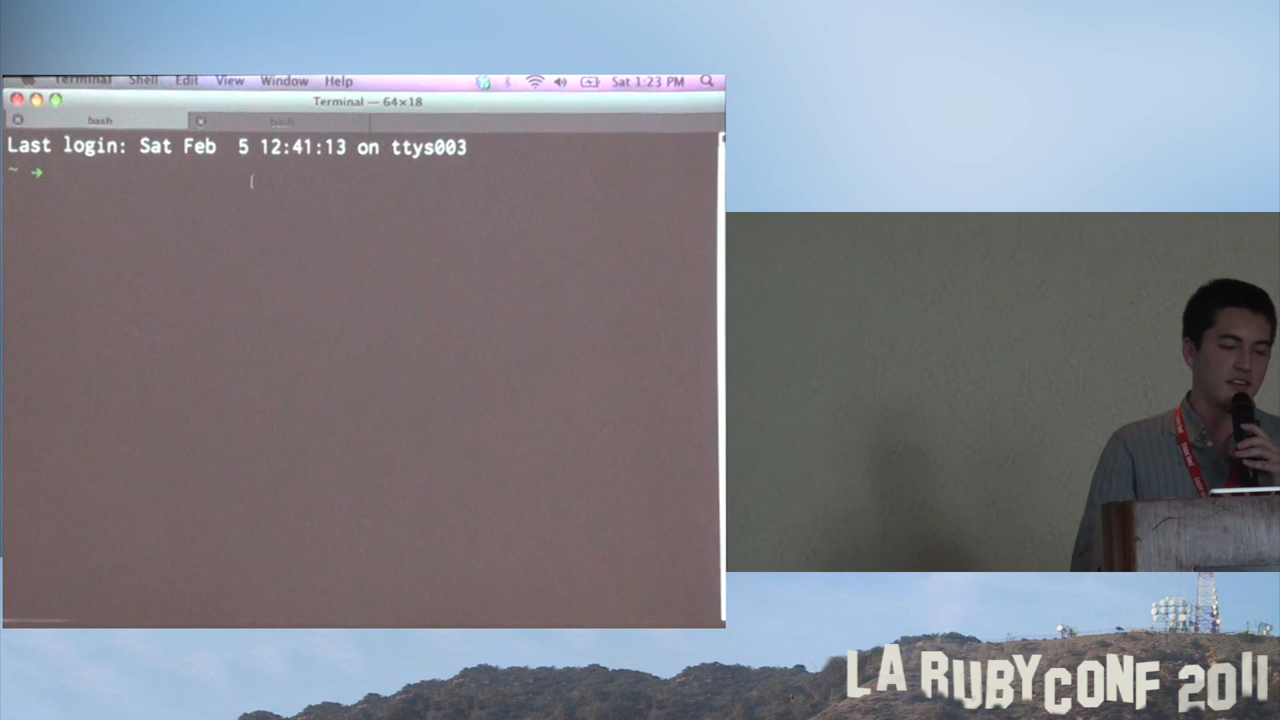 Terminal Shell Edit View Window Help Sat 1:23 PM
Terminal — 64×18
bash bash
Last login: Sat Feb  5 12:41:13 on ttys003
~ →
LA RUBYCONF 2011